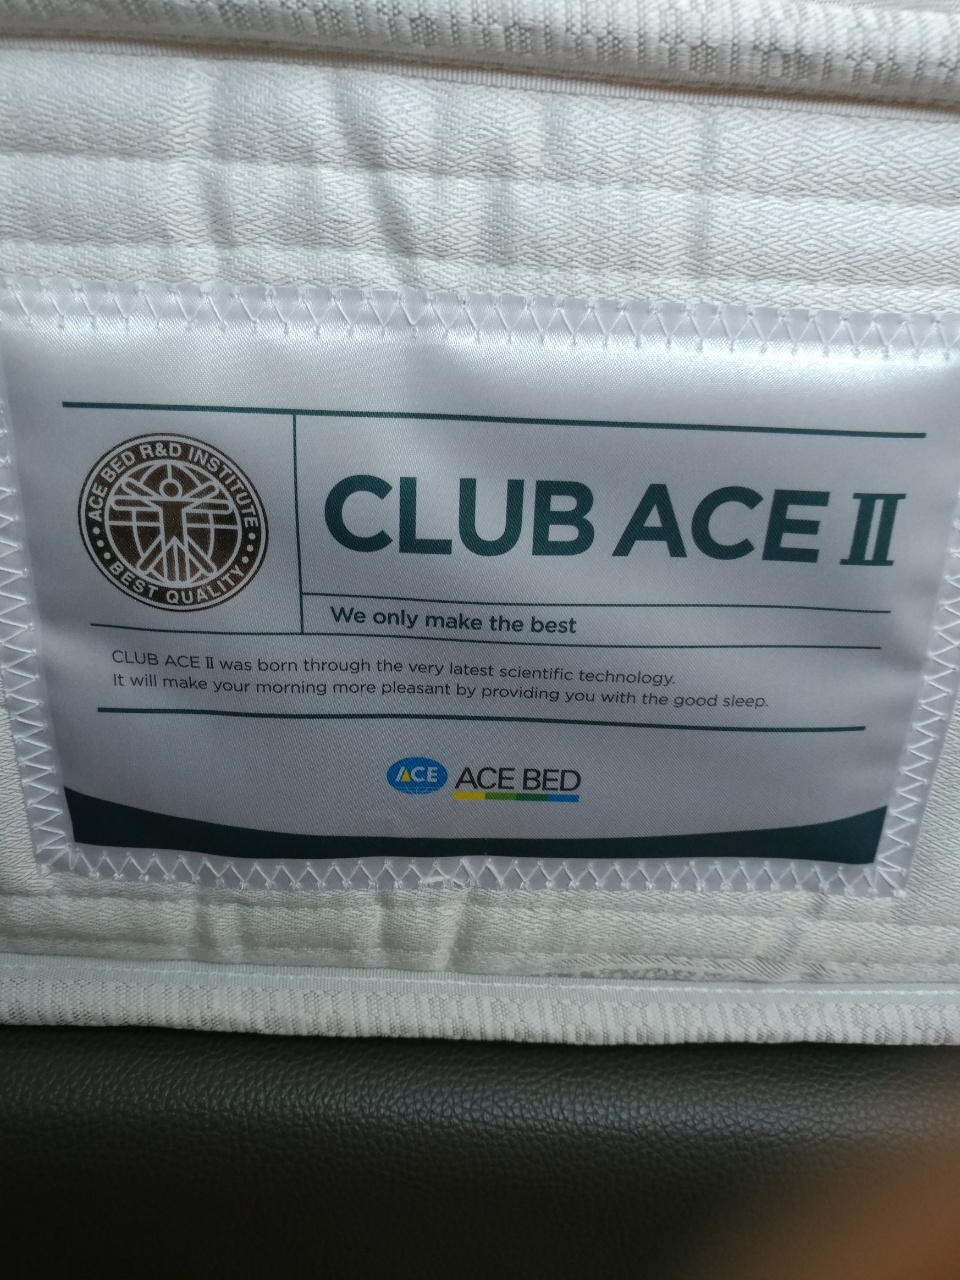 ACE BED R&D INSTITUTE
BEST QUALITY
CLUB ACE II
We only make the best
CLUB ACE II was born through the very latest scientific technology.
It will make your morning more pleasant by providing you with the good sleep.
ACE ACE BED